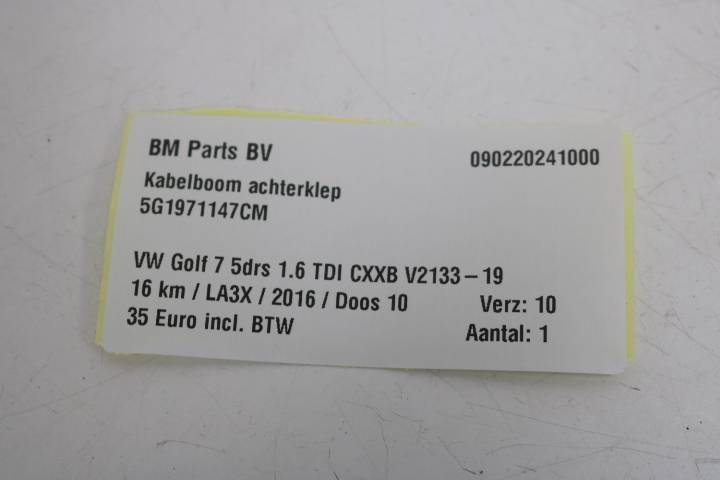 BM Parts BV 090220241000
Kabelboom achterklep
5G1971147CM
VW Golf 7 5drs 1.6 TDI CXXB V2133-19
16 km / LA3X / 2016 / Doos 10 Verz: 10
35 Euro incl. BTW Aantal: 1